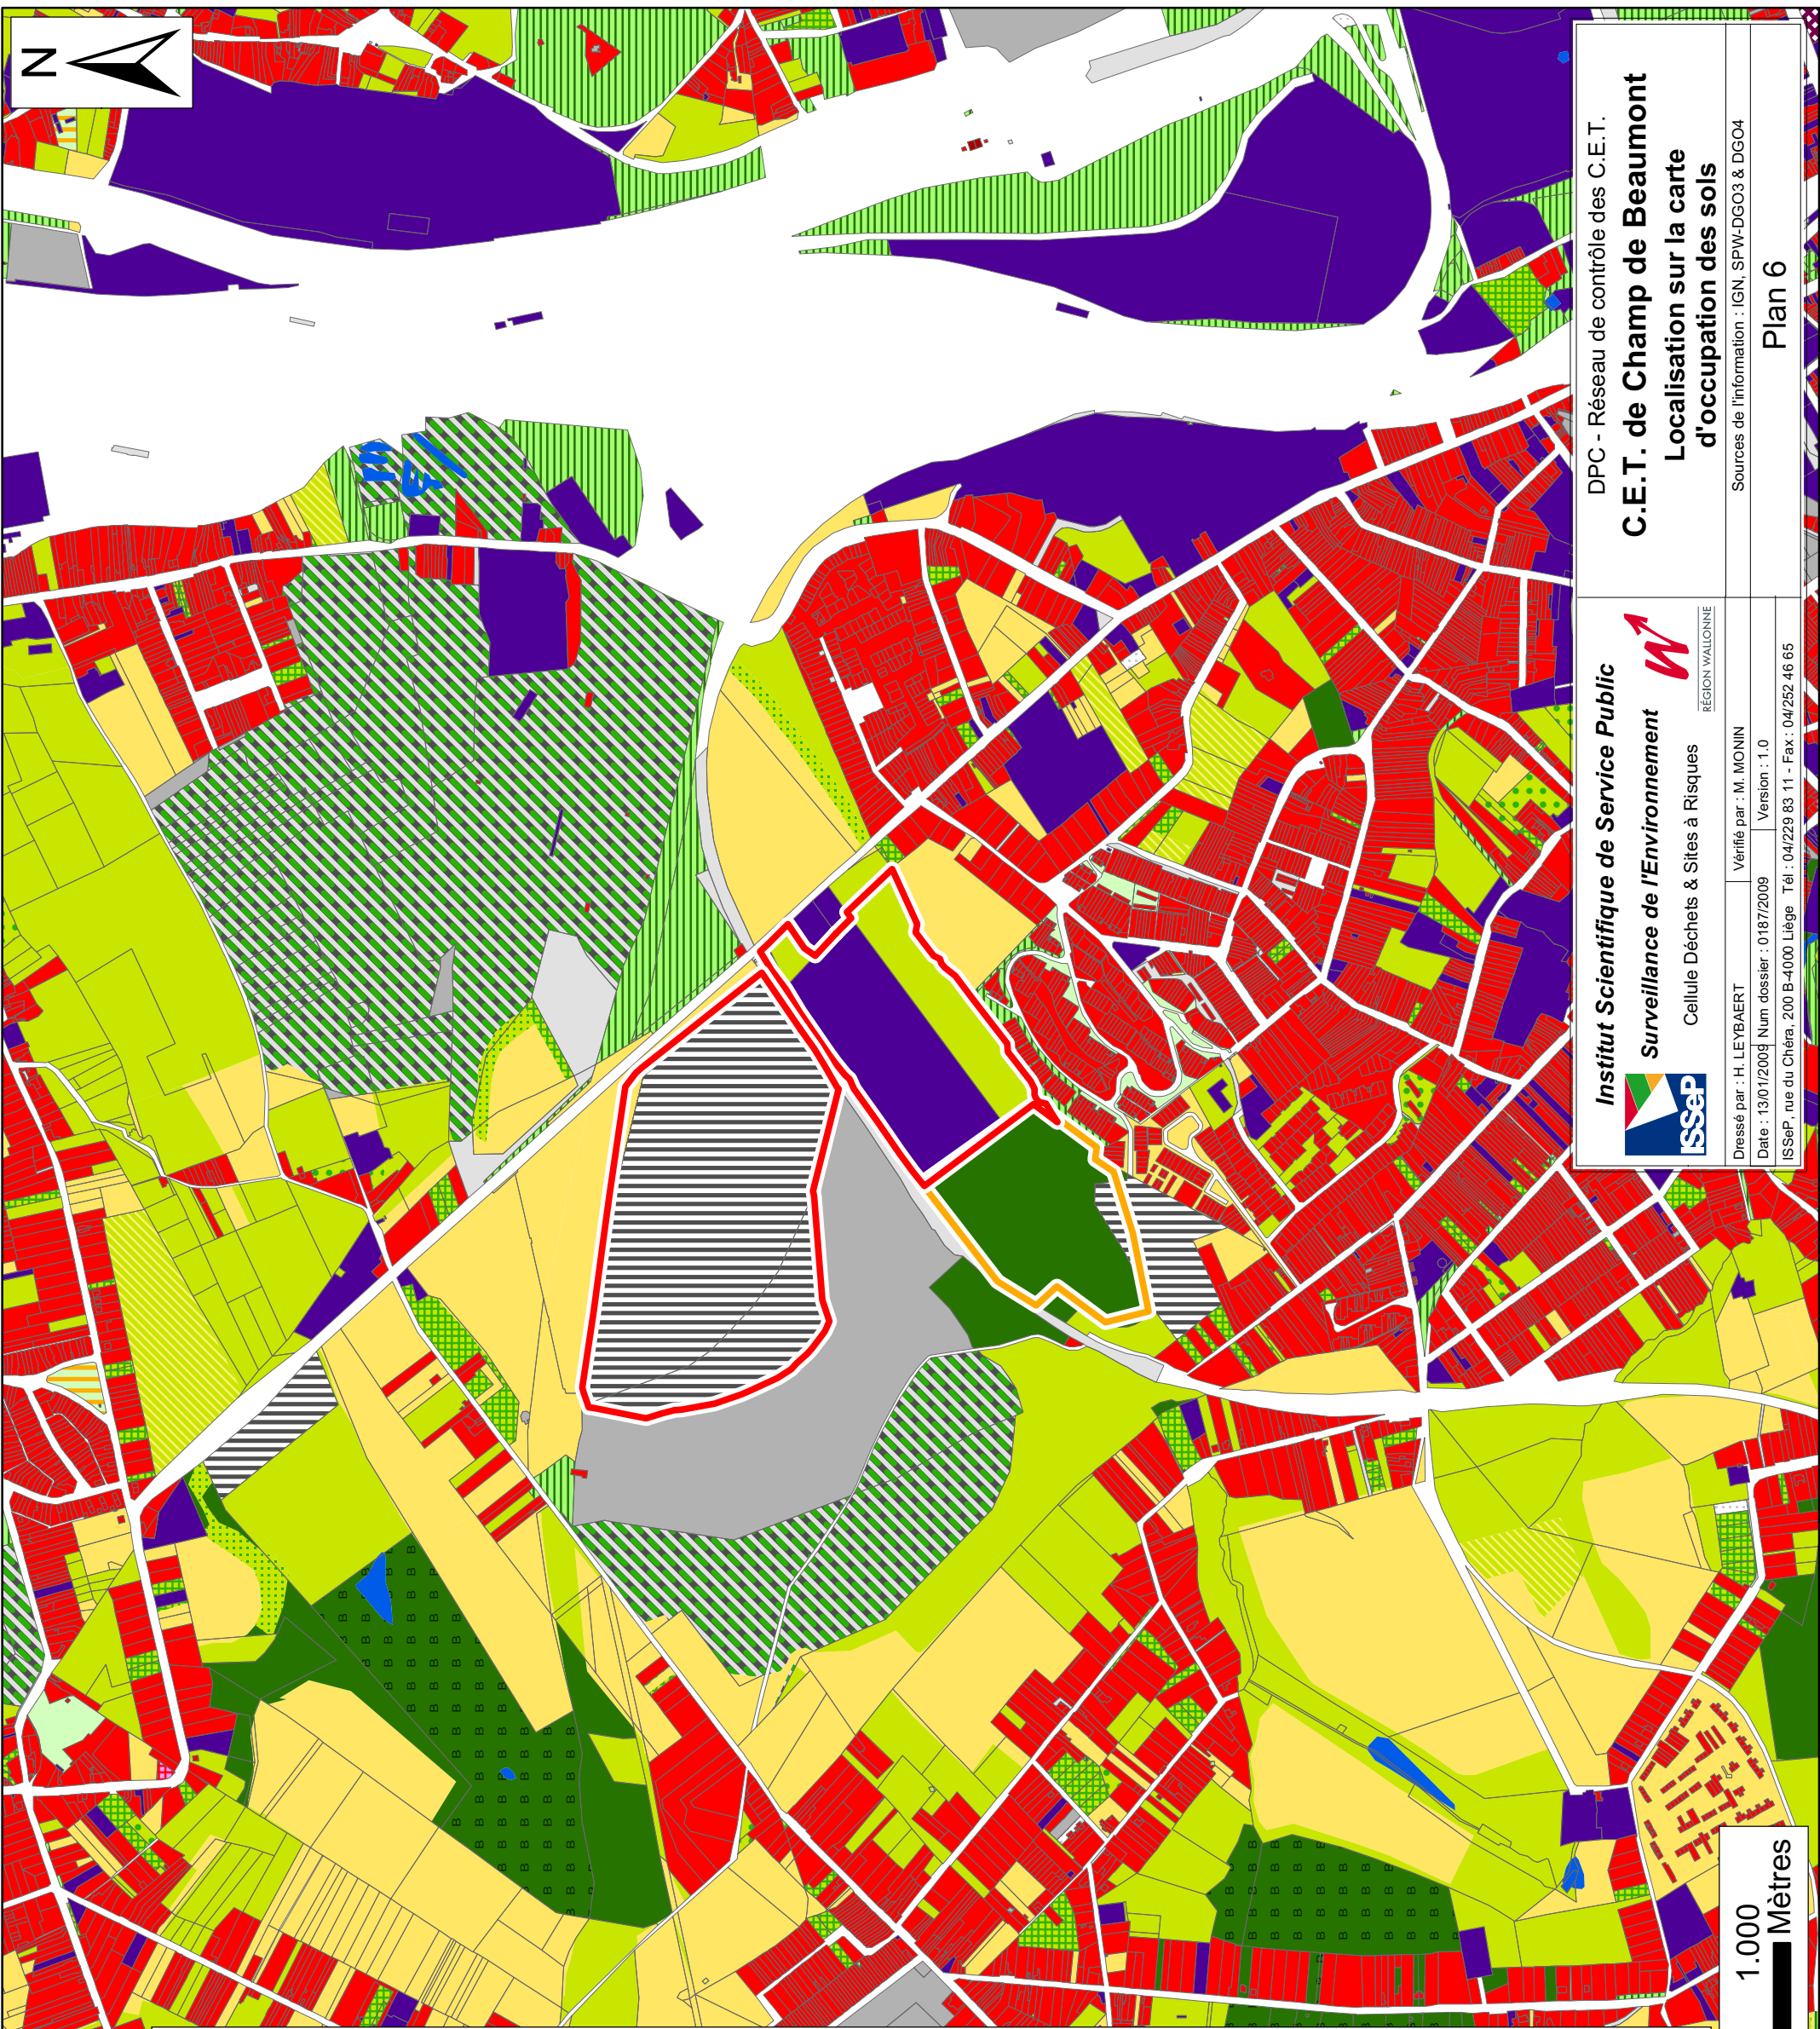 N
DPC - Réseau de contrôle des C.E.T.
C.E.T. de Champ de Beaumont
Localisation sur la carte
d'occupation des sols
Sources de l'information : IGN, SPW-DGO3 & DGO4
Plan 6
Institut Scientifique de Service Public
Surveillance de l'Environnement
Cellule Déchets & Sites à Risques
ISSeP
RÉGION WALLONNE
Dressé par : H. LEYBAERT
Vérifié par : M. MONIN
Date : 13/01/2009
Num dossier : 0187/2009
Version : 1.0
ISSeP, rue du Chéra, 200 B-4000 Liège Tél : 04/229 83 11 - Fax : 04/252 46 65
1.000
Mètres